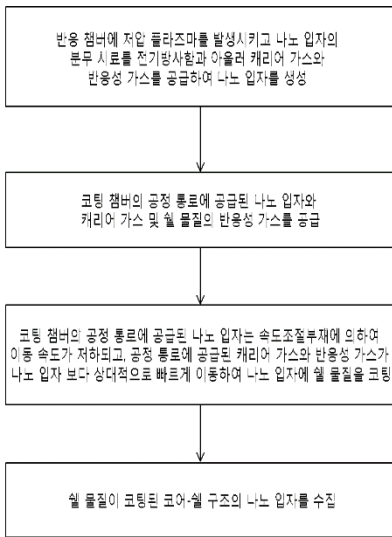 반응 챔버에 저압 플라즈마를 발생시키고 나노 입자의
분무 시료를 전기방사함과 아울러 캐리어 가스와
반응성 가스를 공급하여 나노 입자를 생성
코팅 챔버의 공정 통로에 공급된 나노 입자와
캐리어 가스 및 쉘 물질의 반응성 가스를 공급
코팅 챔버의 공정 통로에 공급된 나노 입자는 속도조절부재에 의하여
이동 속도가 저하되고, 공정 통로에 공급된 캐리어 가스와 반응성 가스가
나노 입자 보다 상대적으로 빠르게 이동하여 나노 입자에 쉘 물질을 코팅
쉘 물질이 코팅된 코어-쉘 구조의 나노 입자를 수집